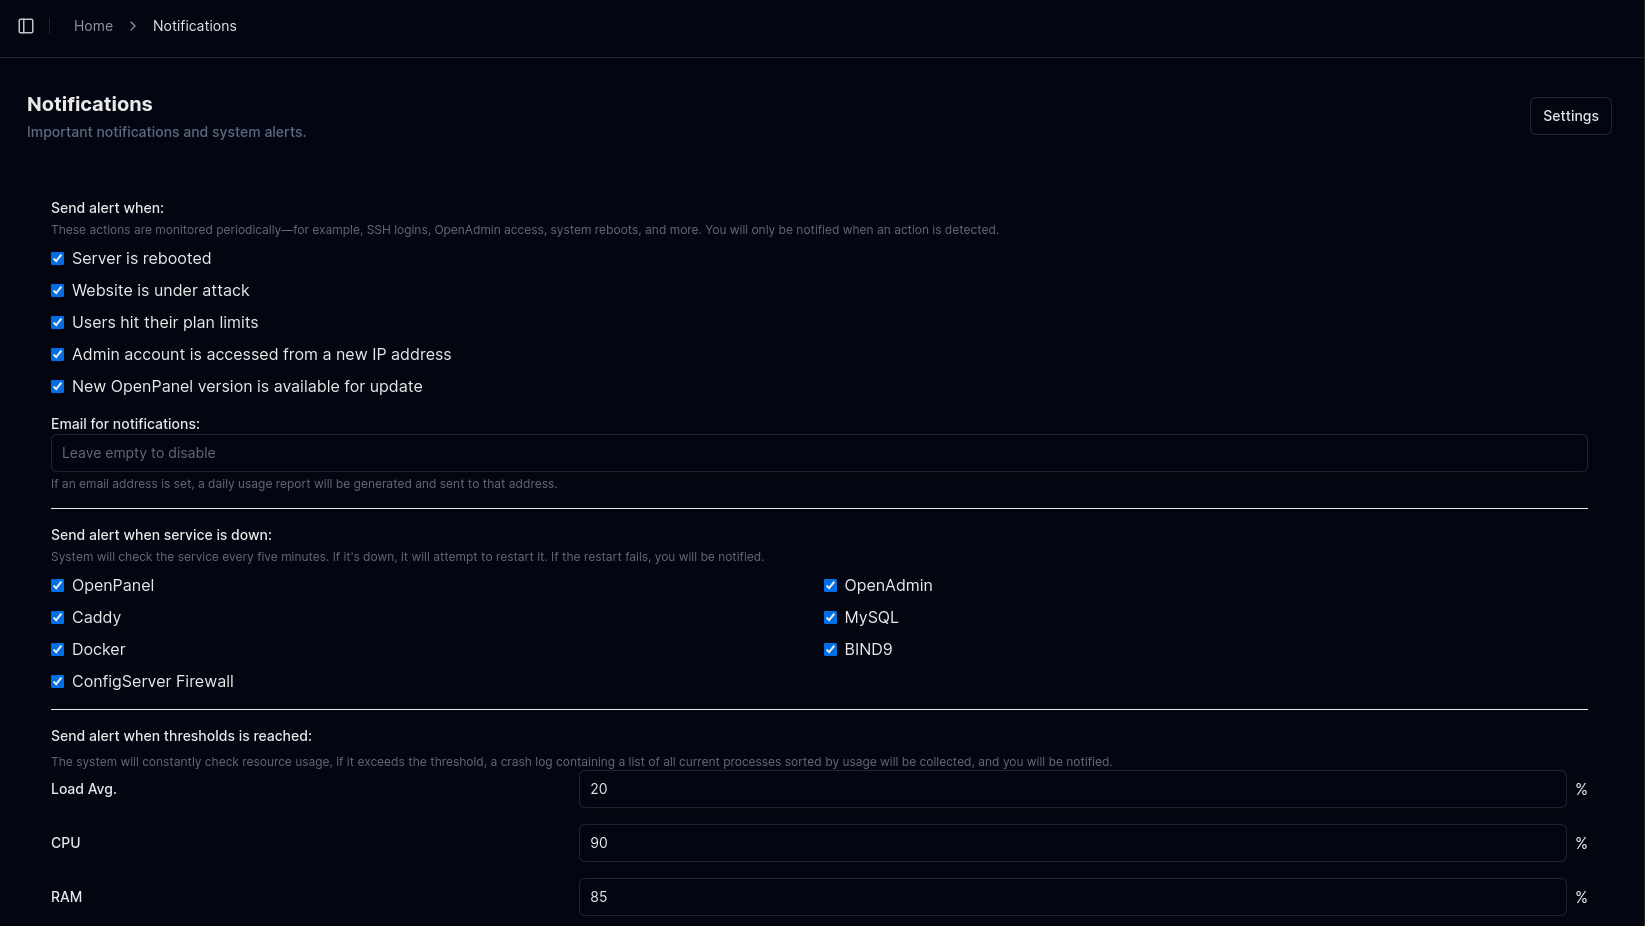 Home
Notifications
Notifications
Important notifications and system alerts.
Settings
Send alert when:
These actions are monitored periodically—for example, SSH logins, OpenAdmin access, system reboots, and more. You will only be notified when an action is detected.
Server is rebooted
Website is under attack
Users hit their plan limits
Admin account is accessed from a new IP address
New OpenPanel version is available for update
Email for notifications:
Leave empty to disable
If an email address is set, a daily usage report will be generated and sent to that address.
Send alert when service is down:
System will check the service every five minutes. If it's down, it will attempt to restart it. If the restart fails, you will be notified.
OpenPanel
OpenAdmin
Caddy
MySQL
Docker
BIND9
ConfigServer Firewall
Send alert when thresholds is reached:
The system will constantly check resource usage, if it exceeds the threshold, a crash log containing a list of all current processes sorted by usage will be collected, and you will be notified.
Load Avg.
20
%
CPU
90
%
RAM
85
%